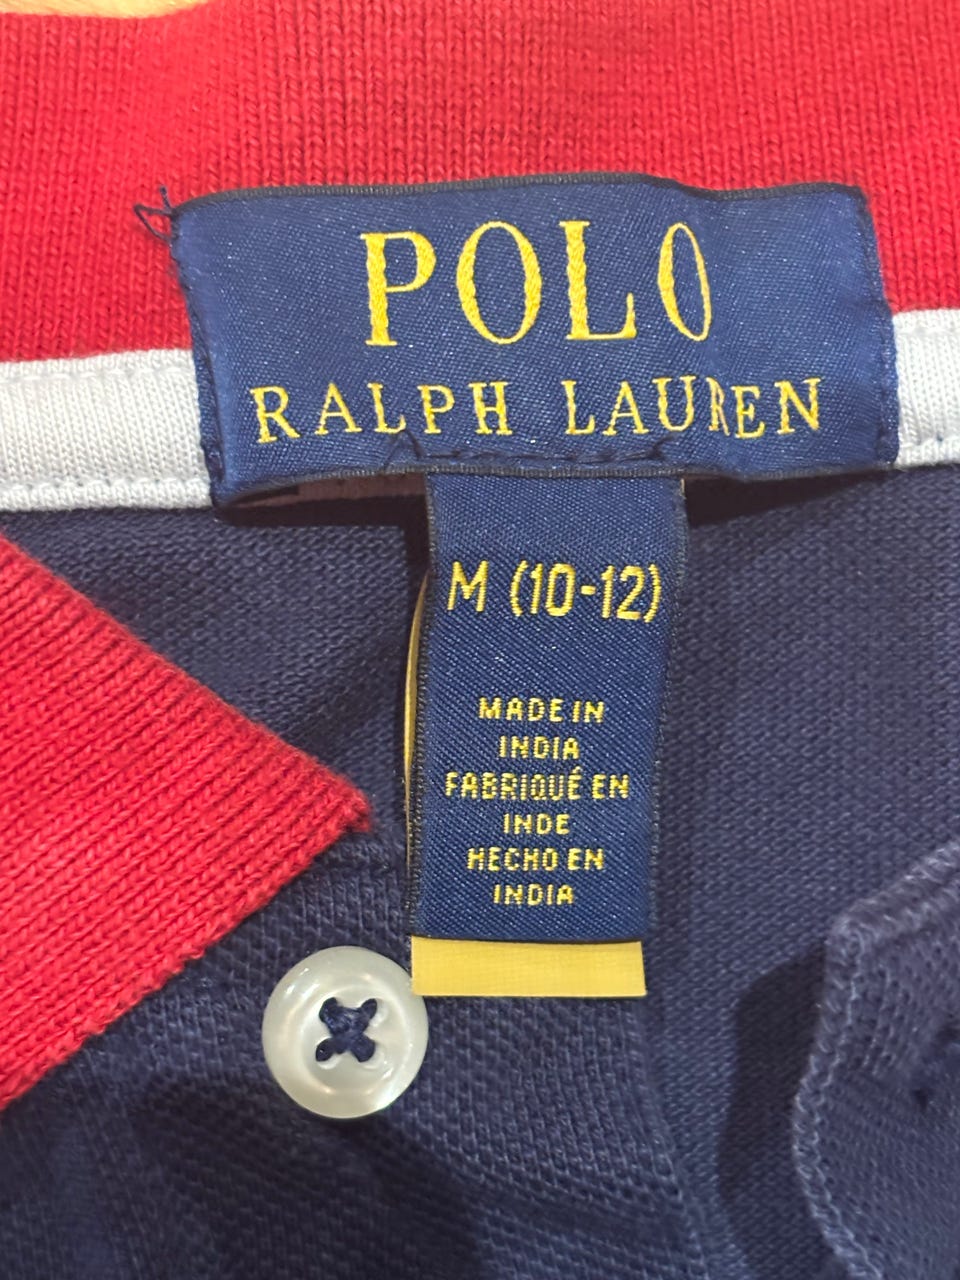 POLO
RALPH LAUREN
M (10-12)
MADE IN
INDIA
FABRIQUÉ EN
INDE
HECHO EN
INDIA